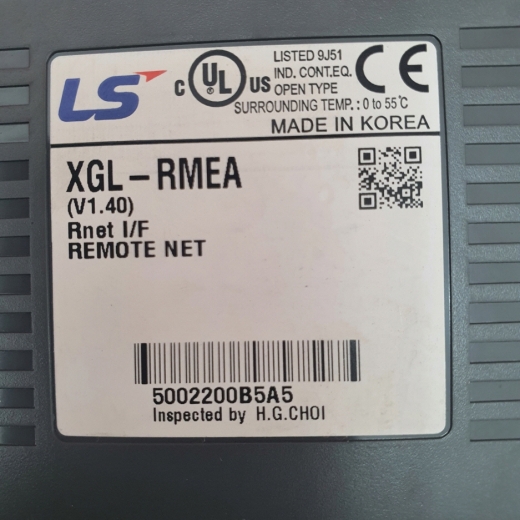 LS
C UL US
LISTED 9J51
IND. CONT.EQ.
OPEN TYPE
CE
SURROUNDING TEMP. : 0 to 55℃
MADE IN KOREA
XGL-RMEA
(V1.40)
Rnet I/F
REMOTE NET
5002200B5A5
Inspected by H.G.CHOI